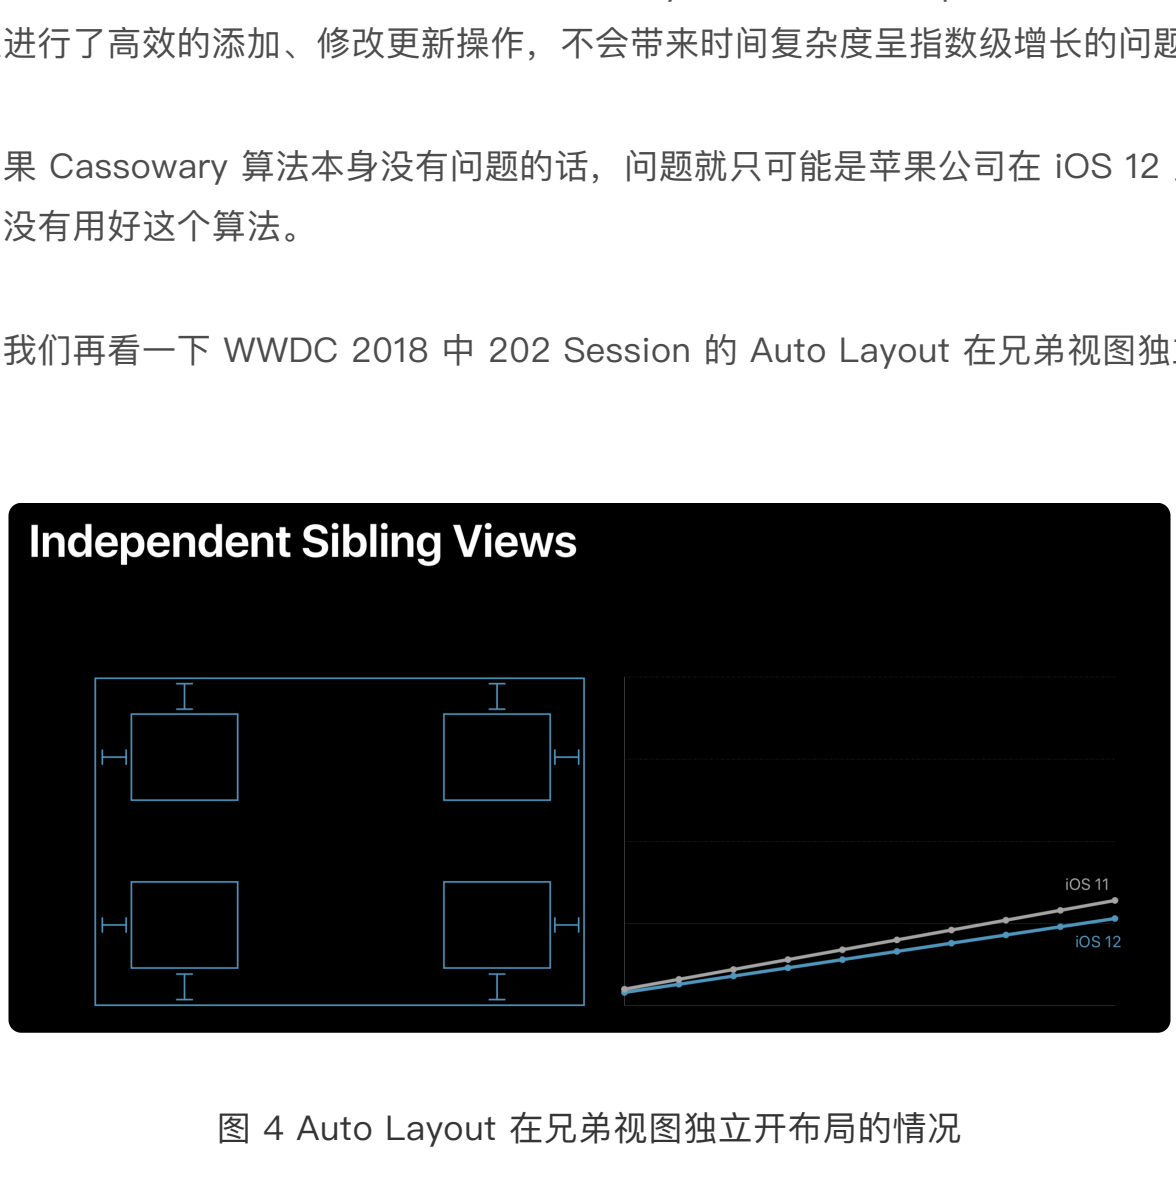 进行了高效的添加、修改更新操作，不会带来时间复杂度呈指数级增长的问题
果 Cassowary 算法本身没有问题的话，问题就只可能是苹果公司在 iOS 12
没有用好这个算法。
我们再看一下 WWDC 2018 中 202 Session 的 Auto Layout 在兄弟视图独
Independent Sibling Views
iOS 11
iOS 12
图 4 Auto Layout 在兄弟视图独立开布局的情况